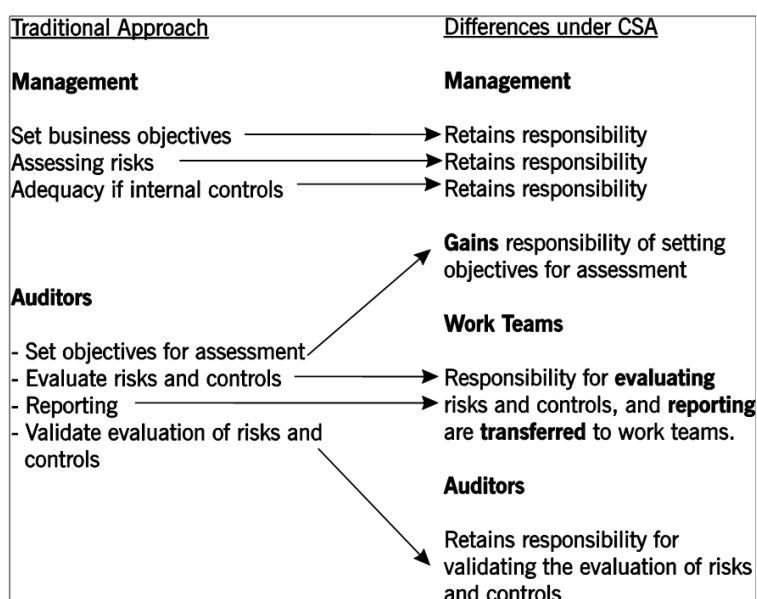 Traditional Approach
Differences under CSA
Management
Management
Set business objectives
Retains responsibility
Assessing risks
Retains responsibility
Adequacy if internal controls
Retains responsibility
Gains responsibility of setting
objectives for assessment
Auditors
Work Teams
- Set objectives for assessment
- Evaluate risks and controls
Responsibility for evaluating
- Reporting
risks and controls, and reporting
- Validate evaluation of risks and
are transferred to work teams.
controls
Auditors
Retains responsibility for
validating the evaluation of risks
and controls